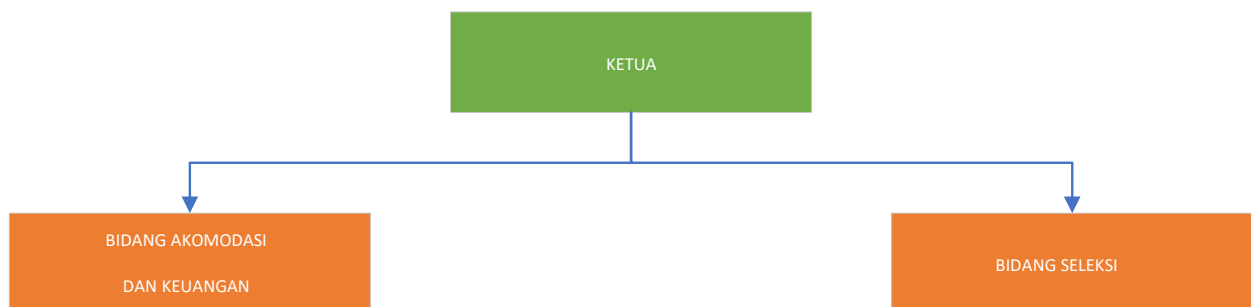 KETUA
BIDANG AKOMODASI
DAN KEUANGAN
BIDANG SELEKSI